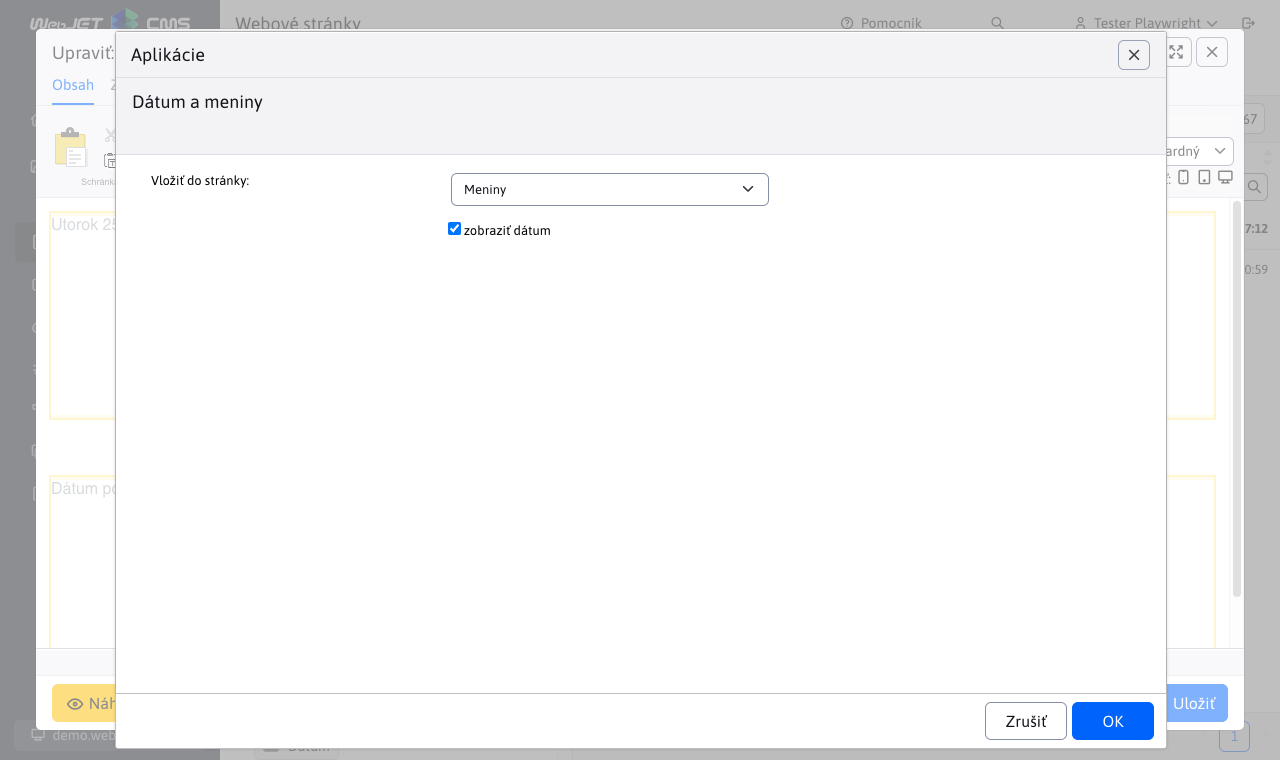 WebJET CMS
Webové stránky
Pomocník
Tester Playwright
Upraviť:
Aplikácie
Obsah
Dátum a meniny
67
Schránka
ardný
Vložiť do stránky:
Meniny
zobraziť dátum
Utorok 25
7:12
0:59
Dátum po
Zrušiť
OK
Náh
Uložiť
demo.web
Dátum
1